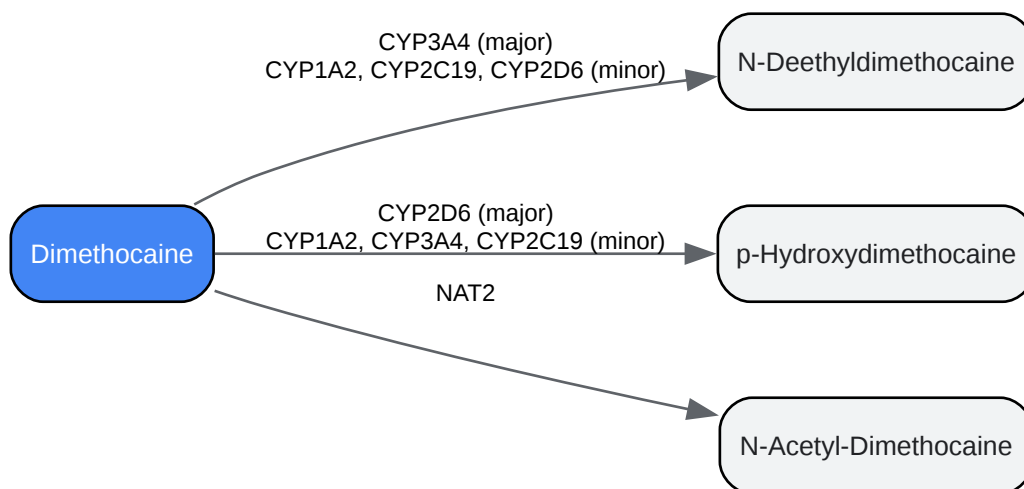 CYP3A4 (major)
CYP1A2, CYP2C19, CYP2D6 (minor)
N-Deethyldimethocaine
Dimethocaine
CYP2D6 (major)
CYP1A2, CYP3A4, CYP2C19 (minor)
p-Hydroxydimethocaine
NAT2
N-Acetyl-Dimethocaine